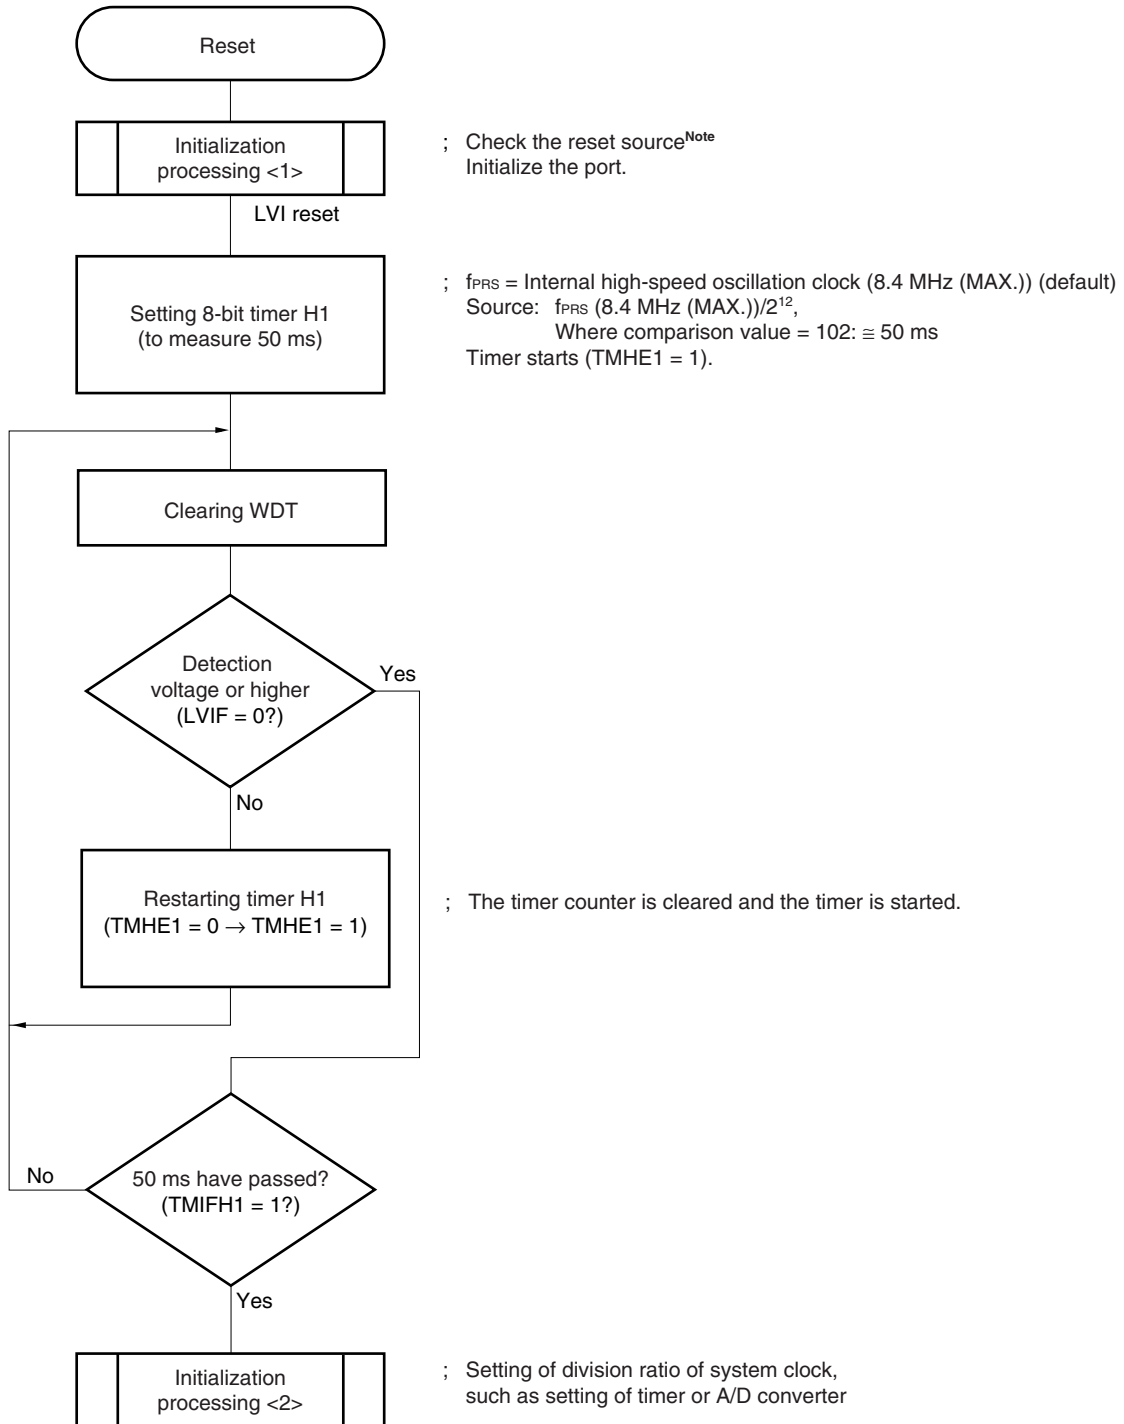 Reset
Initialization
processing <1>
; Check the reset sourceNote
Initialize the port.
LVI reset
Setting 8-bit timer H1
(to measure 50 ms)
; fPRS = Internal high-speed oscillation clock (8.4 MHz (MAX.)) (default)
Source: fPRS (8.4 MHz (MAX.))/2¹²,
Where comparison value = 102: ≅ 50 ms
Timer starts (TMHE1 = 1).
Clearing WDT
Detection
voltage or higher
(LVIF = 0?)
Yes
No
Restarting timer H1
(TMHE1 = 0 → TMHE1 = 1)
; The timer counter is cleared and the timer is started.
50 ms have passed?
(TMIFH1 = 1?)
No
Yes
Initialization
processing <2>
; Setting of division ratio of system clock,
such as setting of timer or A/D converter